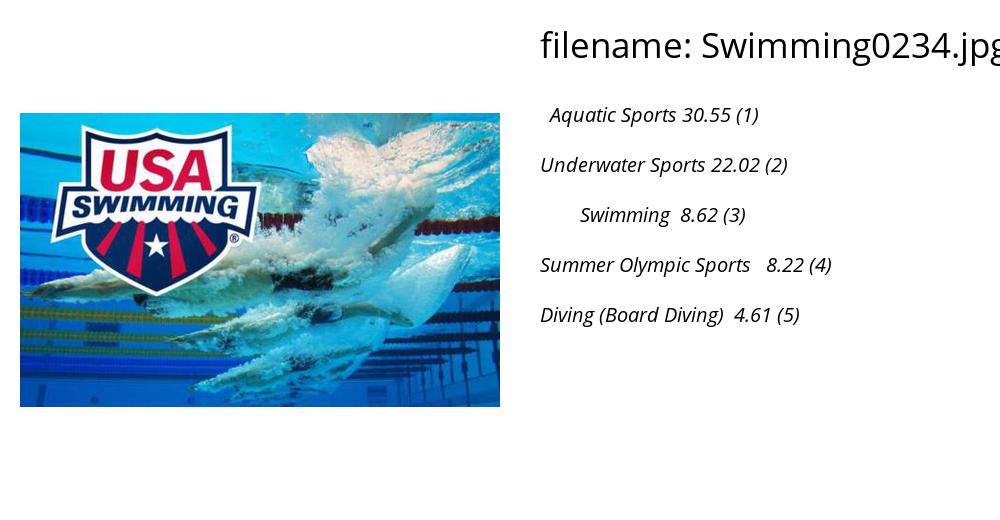 filename: Swimming0234.jpg
USA
SWIMMING
®
Aquatic Sports 30.55 (1)
Underwater Sports 22.02 (2)
Swimming 8.62 (3)
Summer Olympic Sports 8.22 (4)
Diving (Board Diving) 4.61 (5)